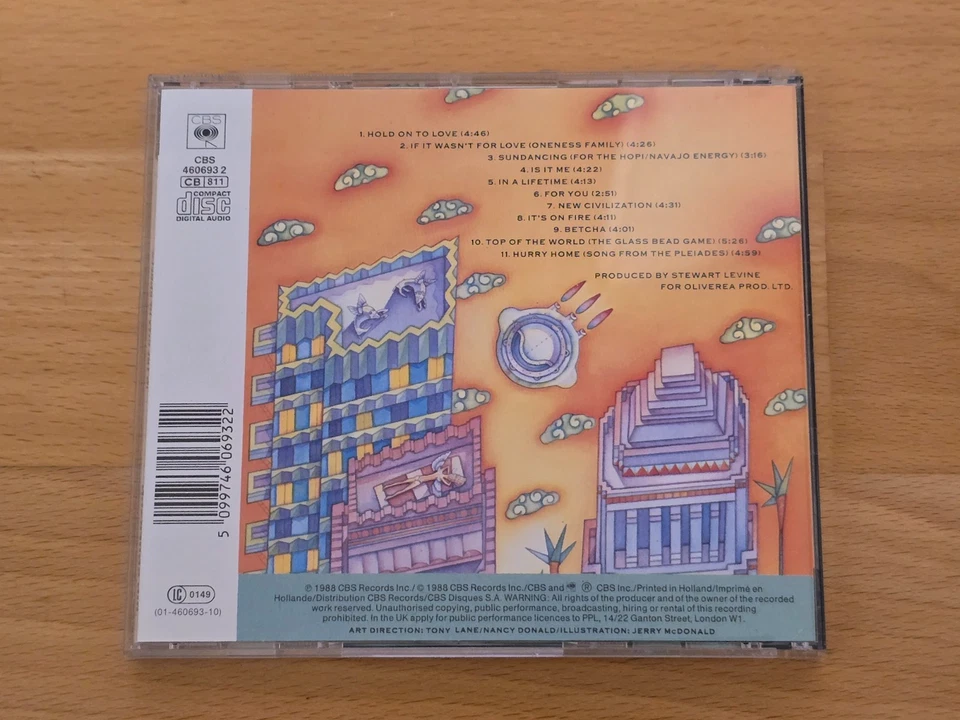 CBS
CBS
460693 2
CB 811
COMPACT
disc
DIGITAL AUDIO
1. HOLD ON TO LOVE (4:46)
2. IF IT WASN'T FOR LOVE (ONENESS FAMILY) (4:26)
3. SUNDANCING (FOR THE HOPI/NAVAJO ENERGY) (3:16)
4. IS IT ME (4:22)
5. IN A LIFETIME (4:13)
6. FOR YOU (2:51)
7. NEW CIVILIZATION (4:31)
8. IT'S ON FIRE (4:11)
9. BETCHA (4:01)
10. TOP OF THE WORLD (THE GLASS BEAD GAME) (5:26)
11. HURRY HOME (SONG FROM THE PLEIADES) (4:59)
PRODUCED BY STEWART LEVINE
FOR OLIVEREA PROD. LTD.
5 099746 069322
LC 0149
(01-460693-10)
℗ 1988 CBS Records Inc./ © 1988 CBS Records Inc./CBS and ® CBS Inc./Printed in Holland/Imprimé en
Hollande/Distribution CBS Records/CBS Disques S.A. WARNING: All rights of the producer and of the owner of the recorded
work reserved. Unauthorised copying, public performance, broadcasting, hiring or rental of this recording
prohibited. In the UK apply for public performance licences to PPL, 14/22 Ganton Street, London W1.
ART DIRECTION: TONY LANE/NANCY DONALD/ILLUSTRATION: JERRY McDONALD